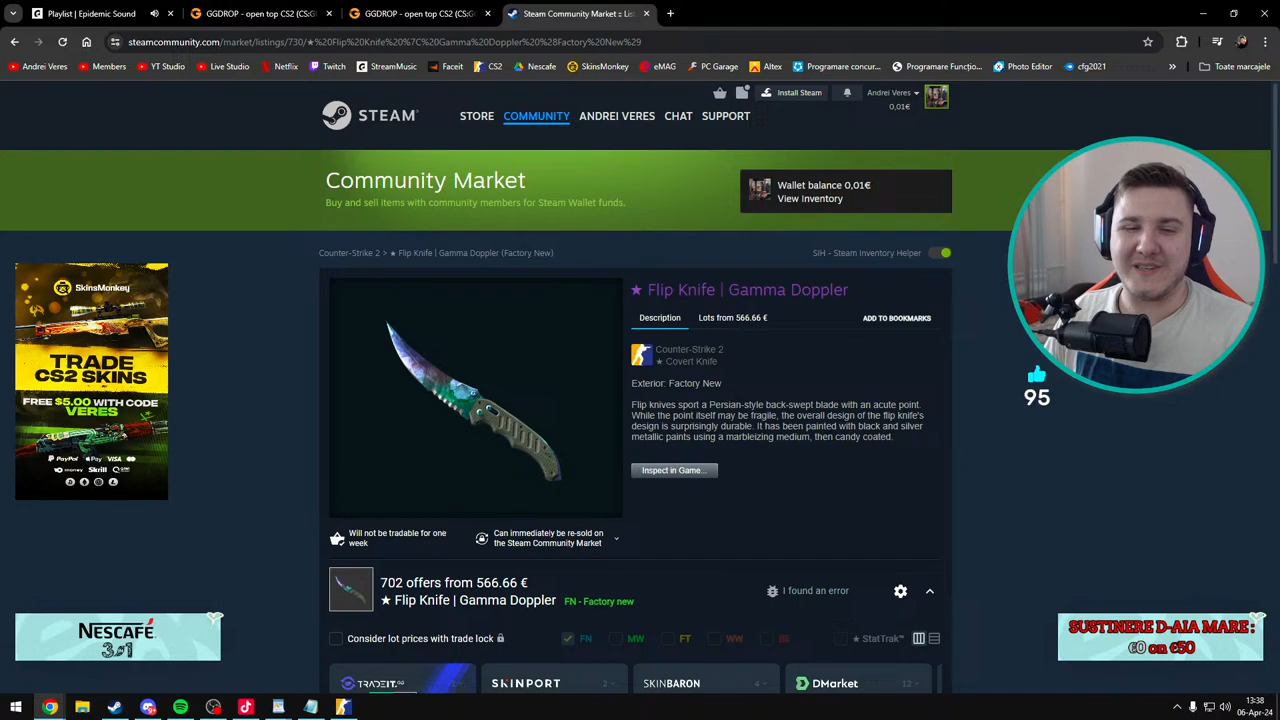 Playlist | Epidemic Sound
GGDROP - open top CS2 (CS:G
GGDROP - open top CS2 (CS:G
Steam Community Market :: Lis
steamcommunity.com/market/listings/730/★%20Flip%20Knife%20%7C%20Gamma%20Doppler%20%28Factory%20New%29
Andrei Veres
Members
YT Studio
Live Studio
Netflix
Twitch
StreamMusic
Faceit
CS2
Nescafe
SkinsMonkey
eMAG
PC Garage
Altex
Programare concur...
Programare Funcțio...
Photo Editor
cfg2021
Toate marcajele
STEAM
STORE
COMMUNITY
ANDREI VERES
CHAT
SUPPORT
Install Steam
Andrei Veres
0,01€
Community Market
Buy and sell items with community members for Steam Wallet funds.
Wallet balance 0,01€
View Inventory
Counter-Strike 2 > ★ Flip Knife | Gamma Doppler (Factory New)
SIH - Steam Inventory Helper
★ Flip Knife | Gamma Doppler
Description
Lots from 566.66 €
ADD TO BOOKMARKS
Counter-Strike 2
★ Covert Knife
Exterior: Factory New
Flip knives sport a Persian-style back-swept blade with an acute point.
While the point itself may be fragile, the overall design of the flip knife's
design is surprisingly durable. It has been painted with black and silver
metallic paints using a marbleizing medium, then candy coated.
Inspect in Game...
SkinsMonkey
TRADE
CS2 SKINS
FREE $5.00 WITH CODE
VERES
PayPal
Pay
VISA
money
Skrill
95
Will not be tradable for one
week
Can immediately be re-sold on
the Steam Community Market
702 offers from 566.66 €
★ Flip Knife | Gamma Doppler
FN - Factory new
I found an error
Consider lot prices with trade lock
FN
MW
FT
WW
★ StatTrak™
TRADEIT.GG
SKINPORT
2
SKINBARON
4
DMarket
12
NESCAFÉ
3în1
SUSTINERE D-AIA MARE :
€0 on €50
13:38
06-Apr-24